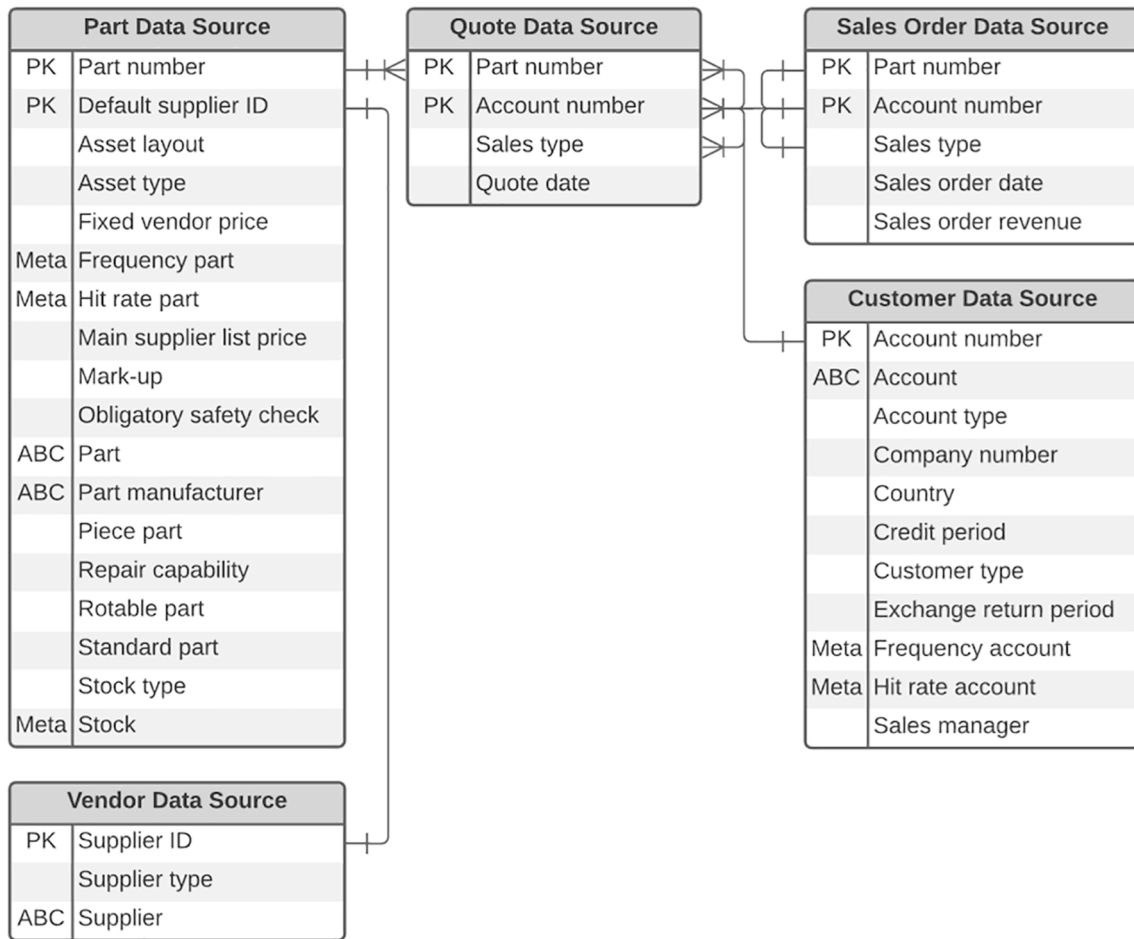 Part Data Source
PK Part number
PK Default supplier ID
Asset layout
Asset type
Fixed vendor price
Meta Frequency part
Meta Hit rate part
Main supplier list price
Mark-up
Obligatory safety check
ABC Part
ABC Part manufacturer
Piece part
Repair capability
Rotable part
Standard part
Stock type
Meta Stock
Vendor Data Source
PK Supplier ID
Supplier type
ABC Supplier
Quote Data Source
PK Part number
PK Account number
Sales type
Quote date
Sales Order Data Source
PK Part number
PK Account number
Sales type
Sales order date
Sales order revenue
Customer Data Source
PK Account number
ABC Account
Account type
Company number
Country
Credit period
Customer type
Exchange return period
Meta Frequency account
Meta Hit rate account
Sales manager